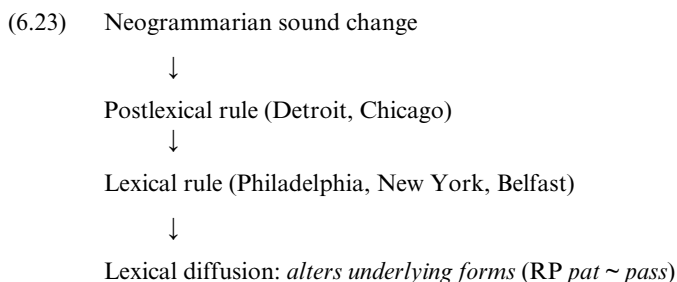 (6.23) Neogrammarian sound change
↓
Postlexical rule (Detroit, Chicago)
↓
Lexical rule (Philadelphia, New York, Belfast)
↓
Lexical diffusion: alters underlying forms (RP pat ~ pass)